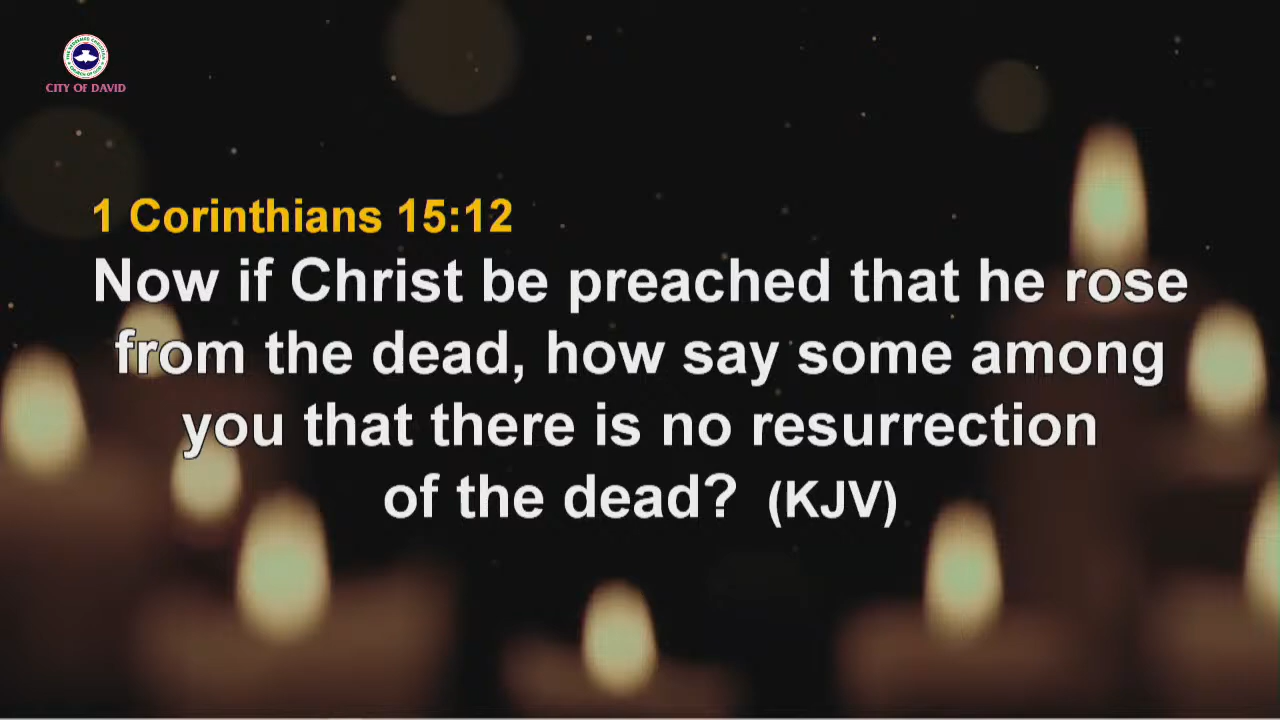 CITY OF DAVID
1 Corinthians 15:12
Now if Christ be preached that he rose
from the dead, how say some among
you that there is no resurrection
of the dead? (KJV)